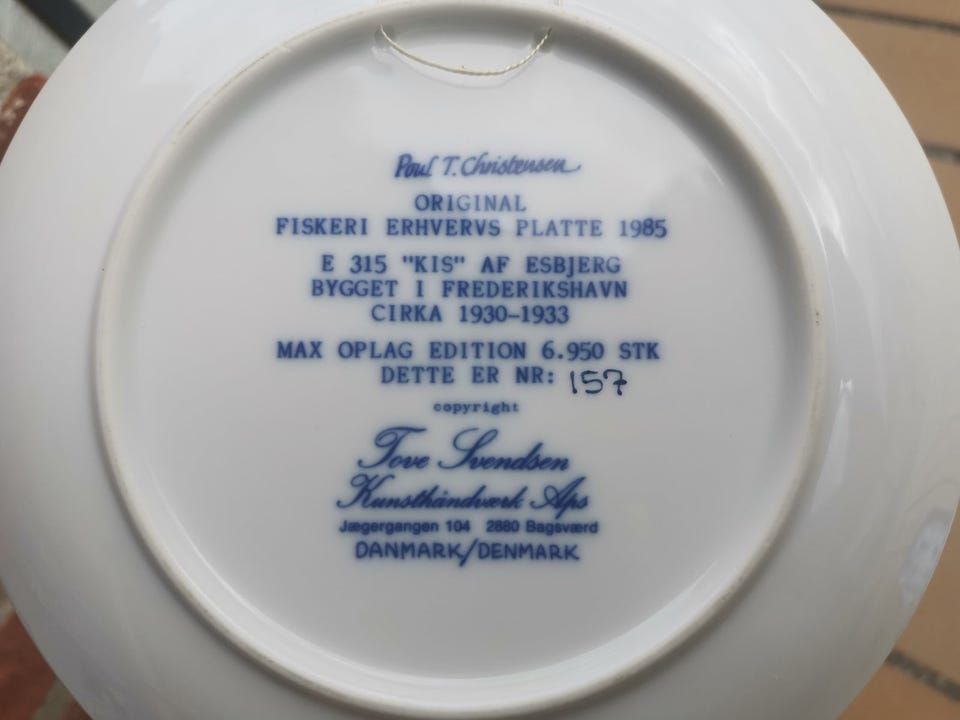 Poul T. Christensen
ORIGINAL
FISKERI ERHVERVS PLATTE 1985
E 315 "KIS" AF ESBJERG
BYGGET I FREDERIKSHAVN
CIRKA 1930-1933
MAX OPLAG EDITION 6.950 STK
DETTE ER NR: 157
copyright
Tove Svendsen
Kunsthåndværk Aps
Jægergangen 104 2880 Bagsværd
DANMARK/DENMARK